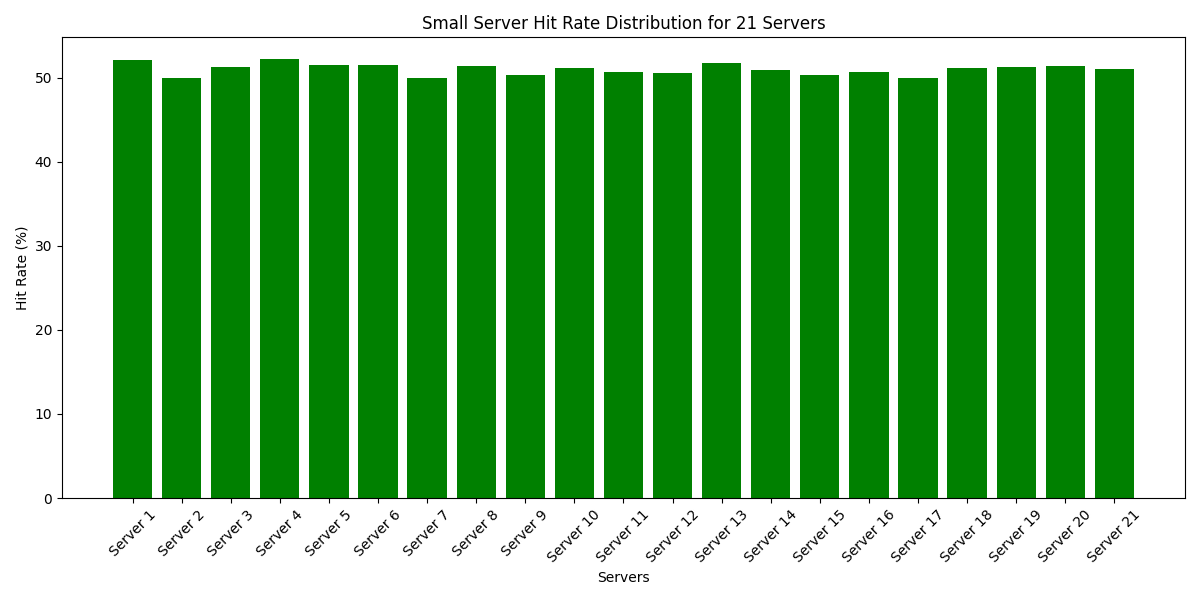 Small Server Hit Rate Distribution for 21 Servers
Hit Rate (%)
50
40
30
20
10
0
Server 1
Server 2
Server 3
Server 4
Server 5
Server 6
Server 7
Server 8
Server 9
Server 10
Server 11
Server 12
Server 13
Server 14
Server 15
Server 16
Server 17
Server 18
Server 19
Server 20
Server 21
Servers